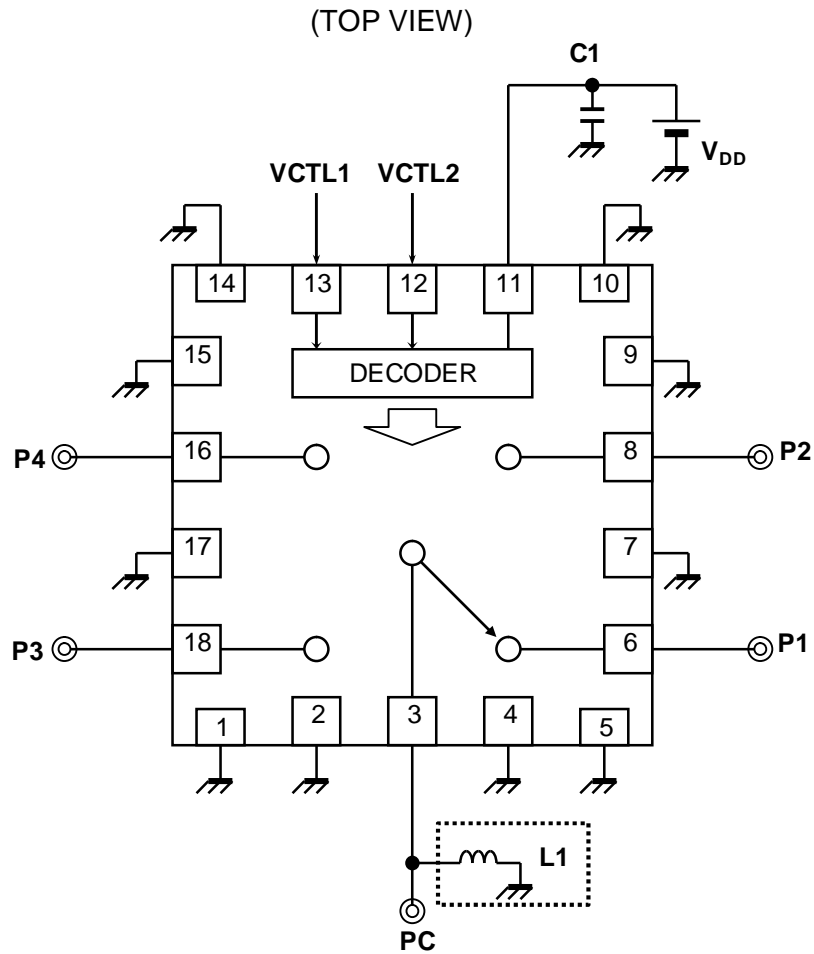 (TOP VIEW)
C1
V_DD
VCTL1 VCTL2
14 13 12 11 10
15 9
DECODER
P4 16 8 P2
17 7
P3 18 6 P1
1 2 3 4 5
L1
PC